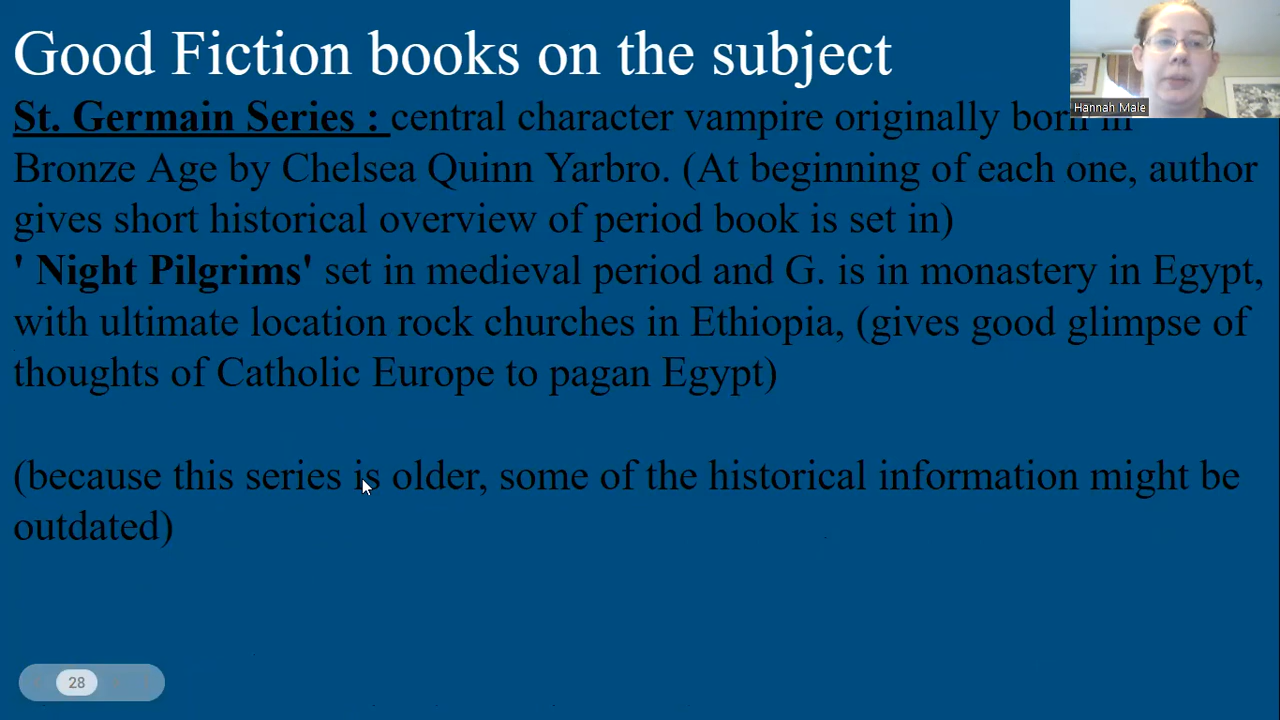 Good Fiction books on the subject
Hannah Male
St. Germain Series : central character vampire originally born in
Bronze Age by Chelsea Quinn Yarbro. (At beginning of each one, author
gives short historical overview of period book is set in)
' Night Pilgrims' set in medieval period and G. is in monastery in Egypt,
with ultimate location rock churches in Ethiopia, (gives good glimpse of
thoughts of Catholic Europe to pagan Egypt)
(because this series is older, some of the historical information might be
outdated)
28